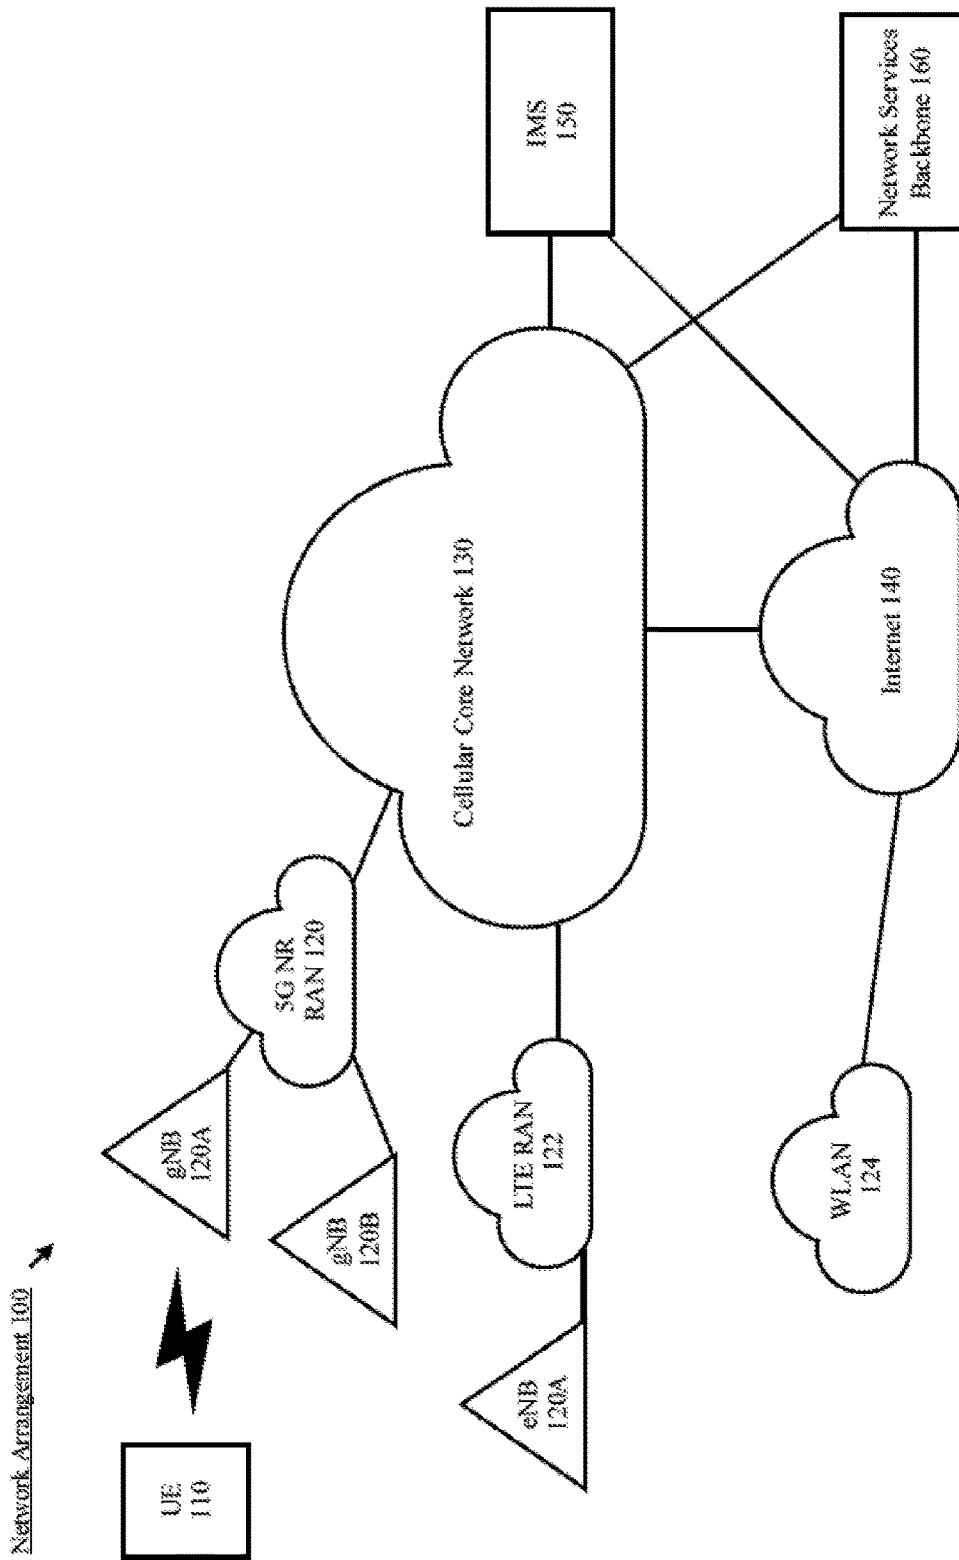 Network Arrangement 100
UE
110
gNB
120A
gNB
120B
5G NR
RAN 120
eNB
120A
LTE RAN
122
WLAN
124
Cellular Core Network 130
Internet 140
IMS
150
Network Services
Backbone 160